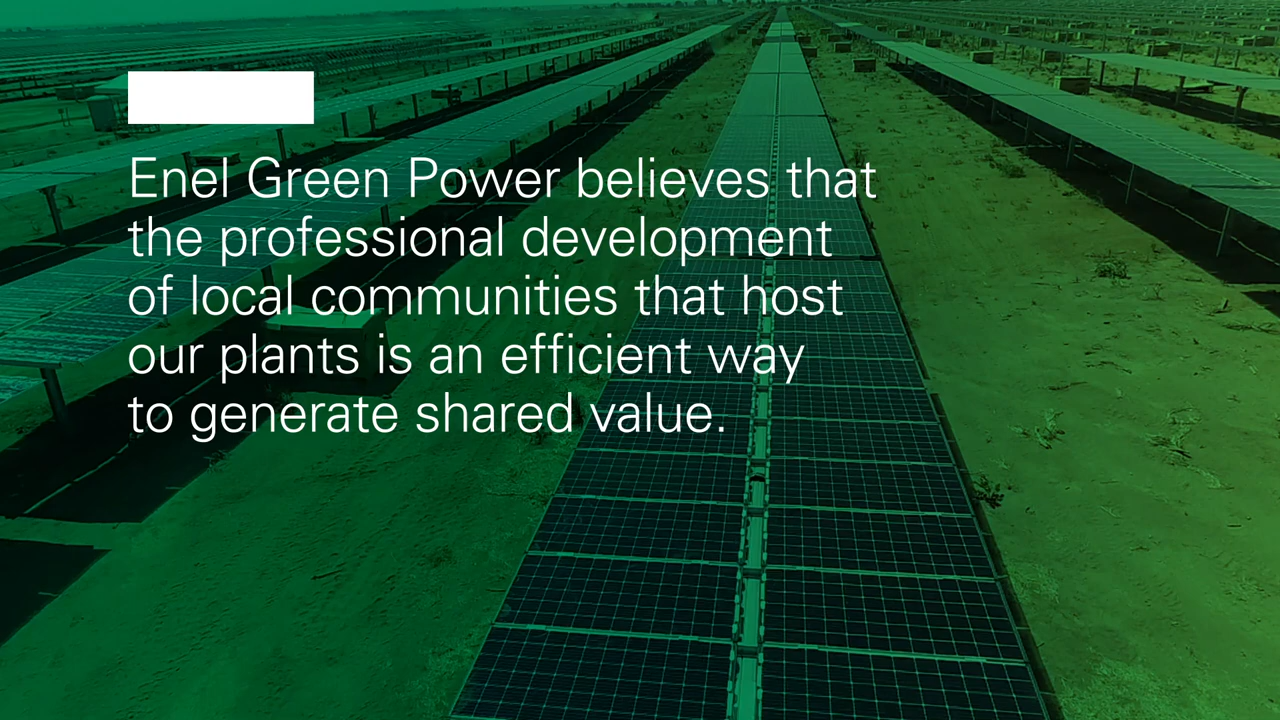 Enel Green Power believes that
the professional development
of local communities that host
our plants is an efficient way
to generate shared value.